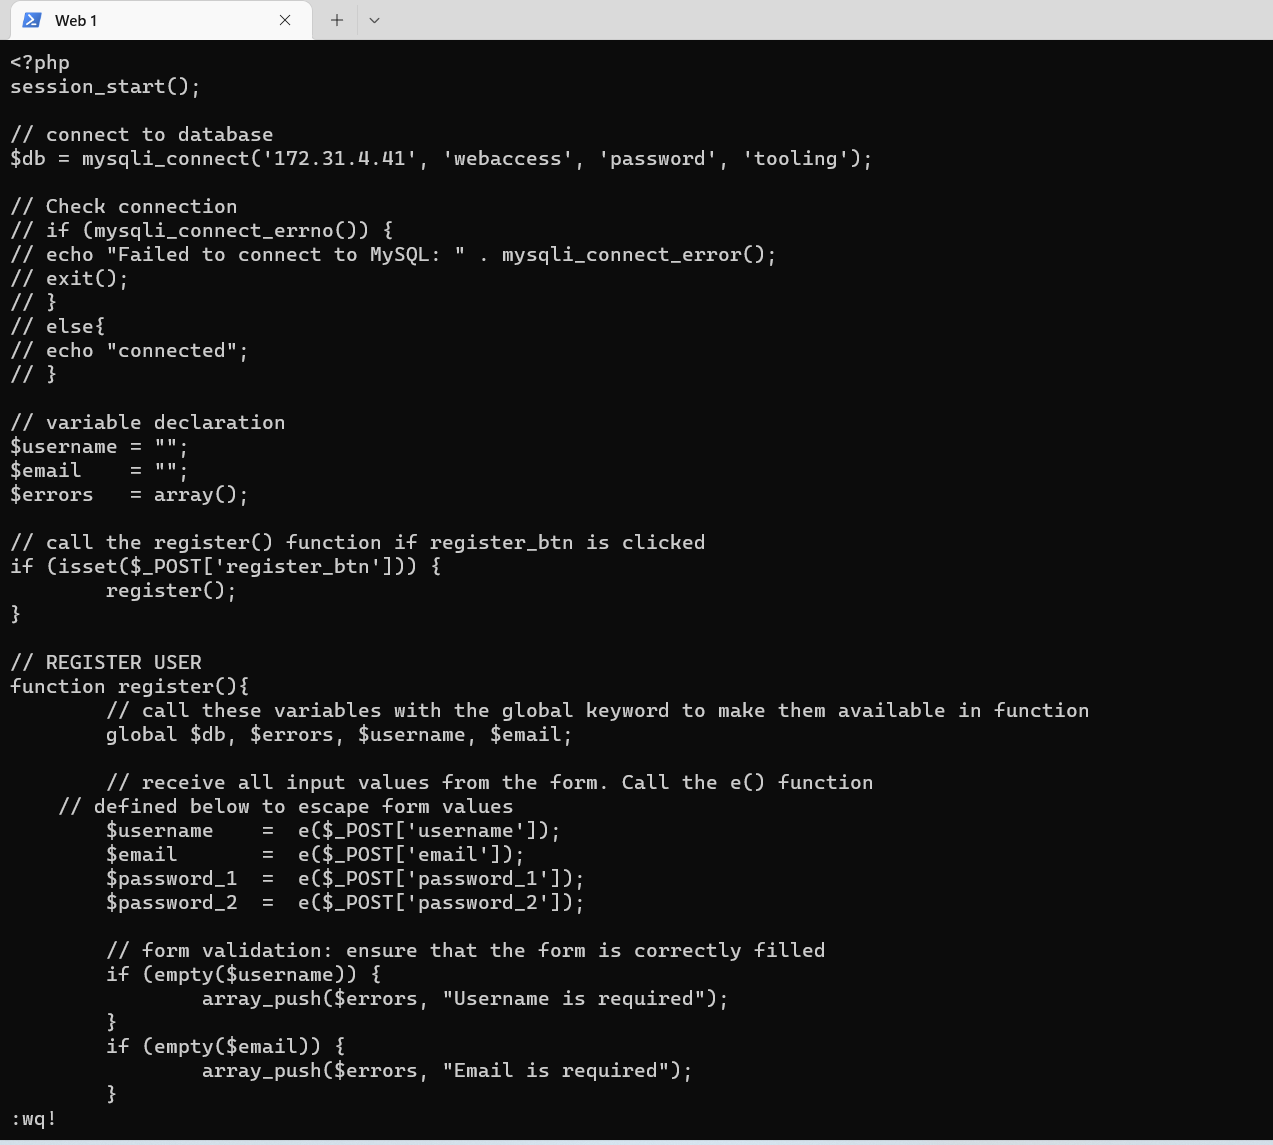 Web 1
<?php
session_start();

// connect to database
$db = mysqli_connect('172.31.4.41', 'webaccess', 'password', 'tooling');

// Check connection
// if (mysqli_connect_errno()) {
// echo "Failed to connect to MySQL: " . mysqli_connect_error();
// exit();
// }
// else{
// echo "connected";
// }

// variable declaration
$username = "";
$email    = "";
$errors   = array();

// call the register() function if register_btn is clicked
if (isset($_POST['register_btn'])) {
        register();
}

// REGISTER USER
function register(){
        // call these variables with the global keyword to make them available in function
        global $db, $errors, $username, $email;

        // receive all input values from the form. Call the e() function
    // defined below to escape form values
        $username    =  e($_POST['username']);
        $email       =  e($_POST['email']);
        $password_1  =  e($_POST['password_1']);
        $password_2  =  e($_POST['password_2']);

        // form validation: ensure that the form is correctly filled
        if (empty($username)) {
                array_push($errors, "Username is required");
        }
        if (empty($email)) {
                array_push($errors, "Email is required");
        }
:wq!